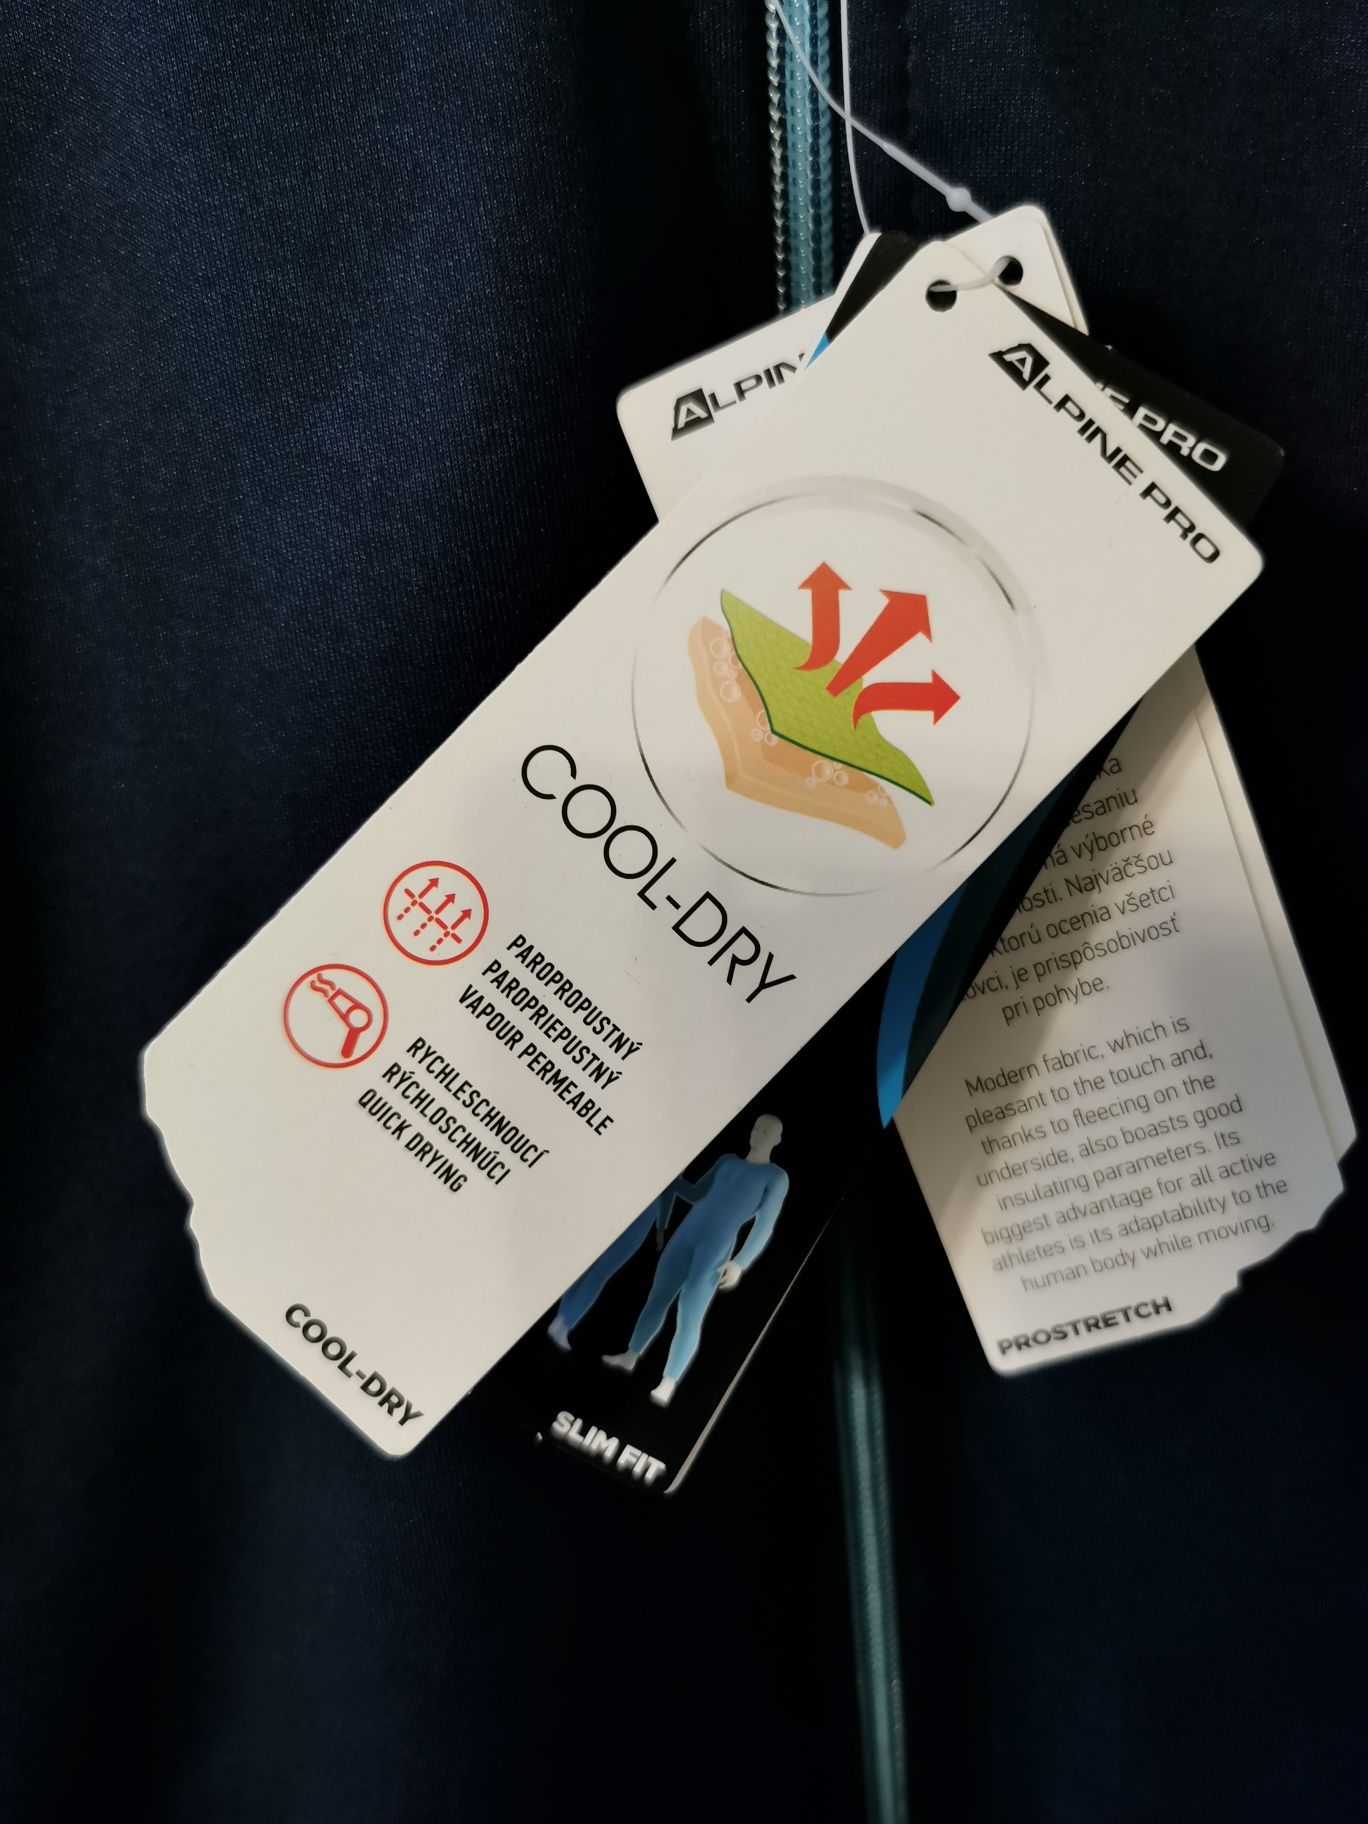 ALPINE PRO
COOL-DRY
PAROPROPUSTNÝ
PAROPRIEPUSTNÝ
VAPOUR PERMEABLE
RYCHLESCHNOUCÍ
RÝCHLOSCHNÚCI
QUICK DRYING
COOL-DRY
ALPIN
PRO
SLIM FIT
výborné
Najväčšou
ktorú ocenia všetci
je prispôsobivosť
pri pohybe.
Modern fabric, which is
pleasant to the touch and,
thanks to fleecing on the
underside, also boasts good
insulating parameters. Its
biggest advantage for all active
athletes is its adaptability to the
human body while moving.
PROSTRETCH